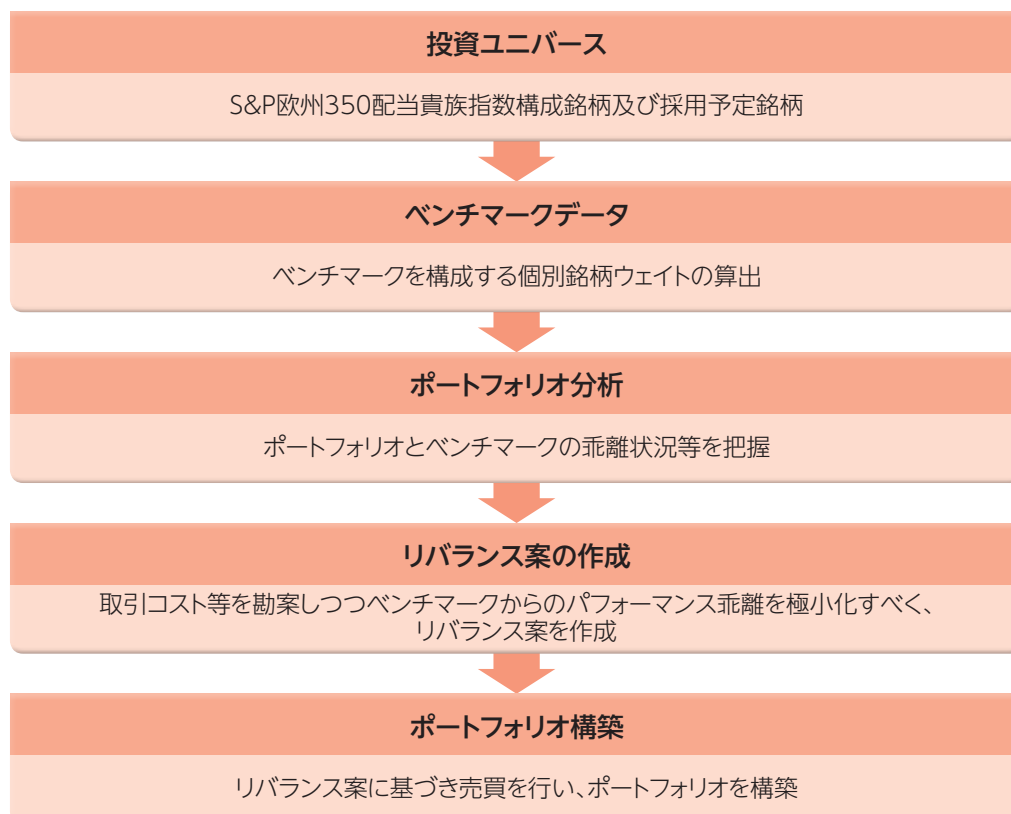 投資ユニバース
S&P欧州350配当貴族指数構成銘柄及び採用予定銘柄
ベンチマークデータ
ベンチマークを構成する個別銘柄ウェイトの算出
ポートフォリオ分析
ポートフォリオとベンチマークの乖離状況等を把握
リバランス案の作成
取引コスト等を勘案しつつベンチマークからのパフォーマンス乖離を極小化すべく、
リバランス案を作成
ポートフォリオ構築
リバランス案に基づき売買を行い、ポートフォリオを構築